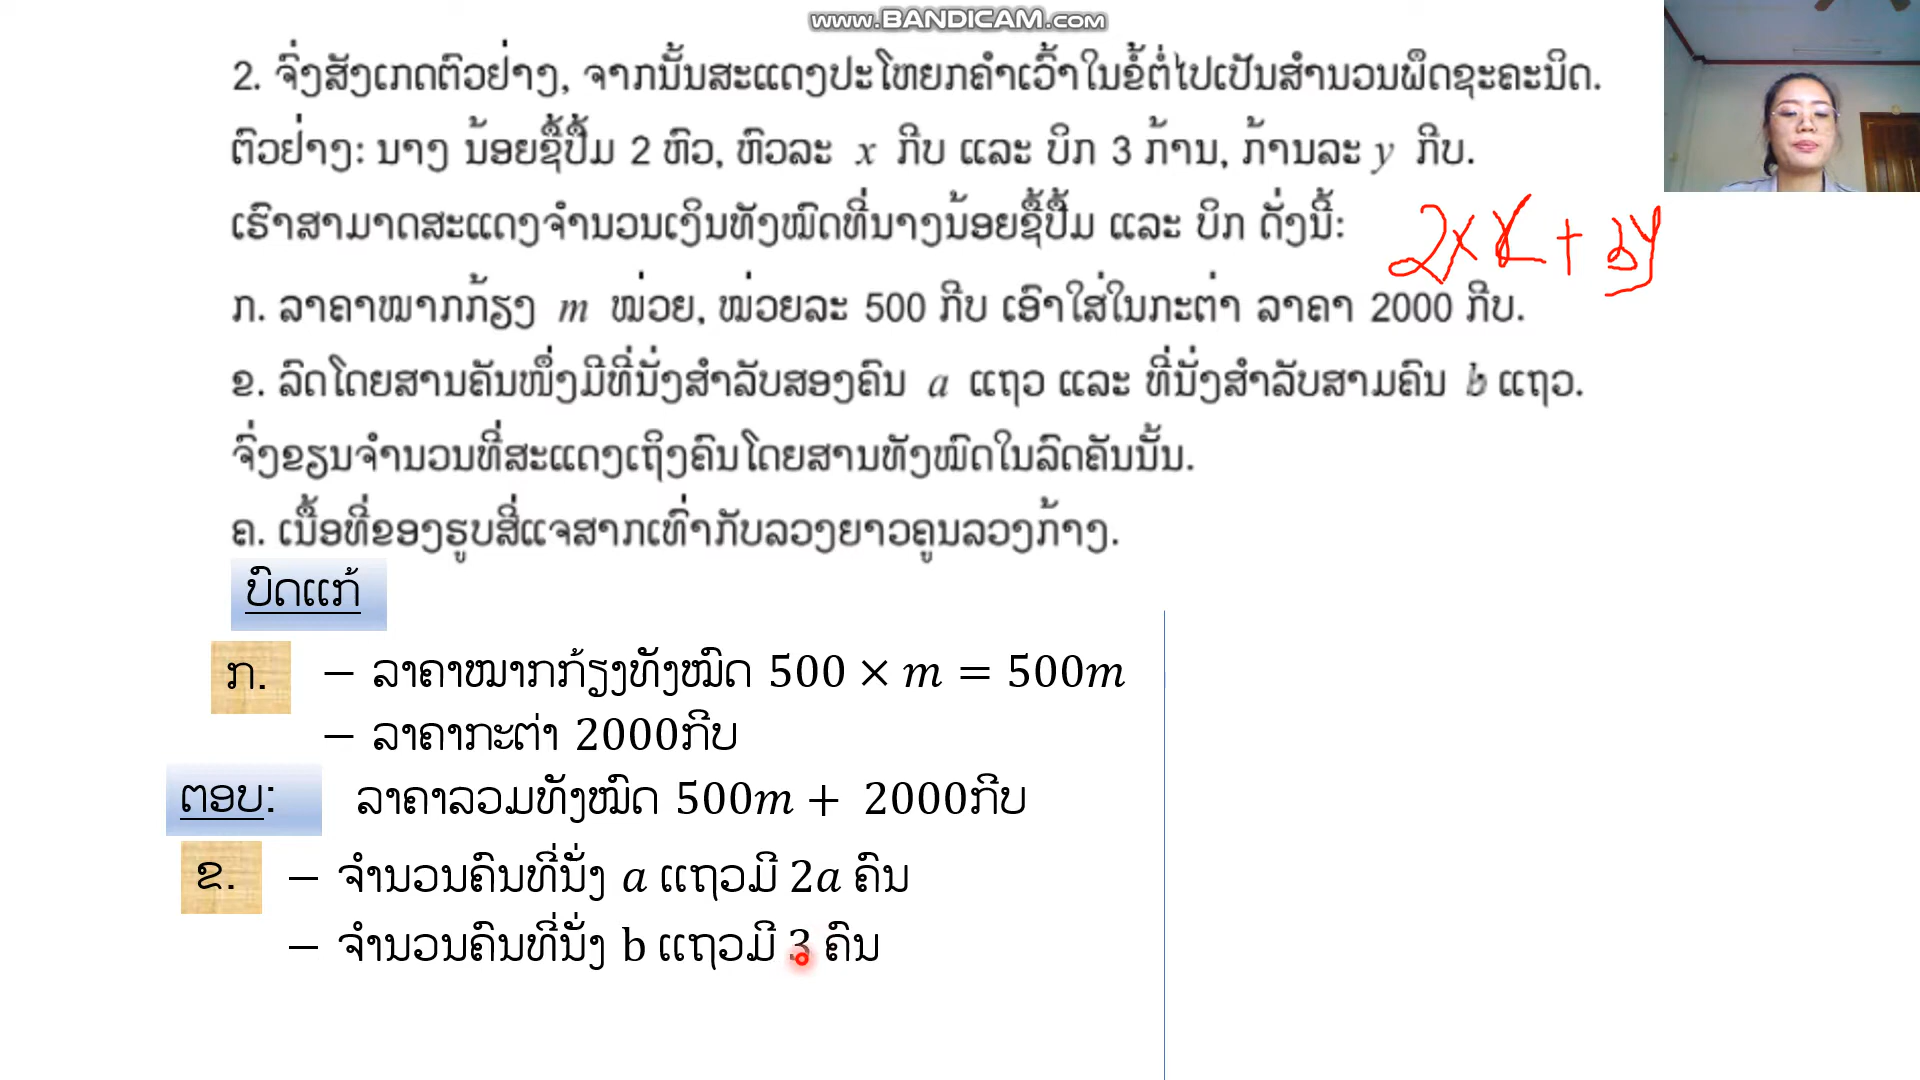 www.BANDICAM.com
2. ຈົ່ງສັງເກດຕົວຢ່າງ, ຈາກນັ້ນສະແດງປະໂຫຍກຄຳເວົ້າໃນຂໍ້ຕໍ່ໄປເປັນສຳນວນພຶດຊະຄະນິດ.
ຕົວຢ່າງ: ນາງ ນ້ອຍຊື້ປຶ້ມ 2 ຫົວ, ຫົວລະ x ກີບ ແລະ ບິກ 3 ກ້ານ, ກ້ານລະ y ກີບ.
ເຮົາສາມາດສະແດງຈຳນວນເງິນທັງໝົດທີ່ນາງນ້ອຍຊື້ປຶ້ມ ແລະ ບິກ ດັ່ງນີ້:
ກ. ລາຄາໝາກກ້ຽງ m ໜ່ວຍ, ໜ່ວຍລະ 500 ກີບ ເອົາໃສ່ໃນກະຕ່າ ລາຄາ 2000 ກີບ.
ຂ. ລົດໂດຍສານຄັນໜຶ່ງມີທີ່ນັ່ງສຳລັບສອງຄົນ a ແຖວ ແລະ ທີ່ນັ່ງສຳລັບສາມຄົນ b ແຖວ.
ຈົ່ງຂຽນຈຳນວນທີ່ສະແດງເຖິງຄົນໂດຍສານທັງໝົດໃນລົດຄັນນັ້ນ.
ຄ. ເນື້ອທີ່ຂອງຮູບສີ່ແຈສາກເທົ່າກັບລວງຍາວຄູນລວງກ້າງ.
ບົດແກ້
ກ. − ລາຄາໝາກກ້ຽງທັງໝົດ 500 × m = 500m
− ລາຄາກະຕ່າ 2000ກີບ
ຕອບ: ລາຄາລວມທັງໝົດ 500m + 2000ກີບ
ຂ. − ຈຳນວນຄົນທີ່ນັ່ງ a ແຖວມີ 2a ຄົນ
− ຈຳນວນຄົນທີ່ນັ່ງ b ແຖວມີ 3 ຄົນ